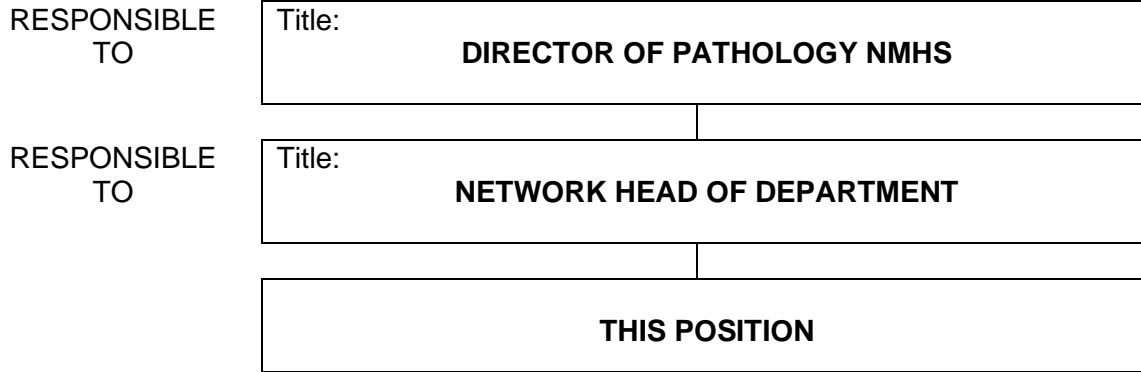 RESPONSIBLE
TO
Title:
DIRECTOR OF PATHOLOGY NMHS
RESPONSIBLE
TO
Title:
NETWORK HEAD OF DEPARTMENT
THIS POSITION